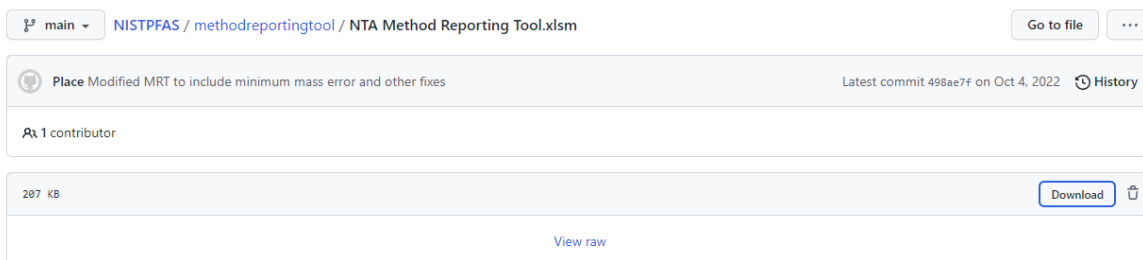 main NISTPFAS / methodreportingtool / NTA Method Reporting Tool.xlsm Go to file ...
Place Modified MRT to include minimum mass error and other fixes Latest commit 498ae7f on Oct 4, 2022 History
1 contributor
207 KB Download
View raw